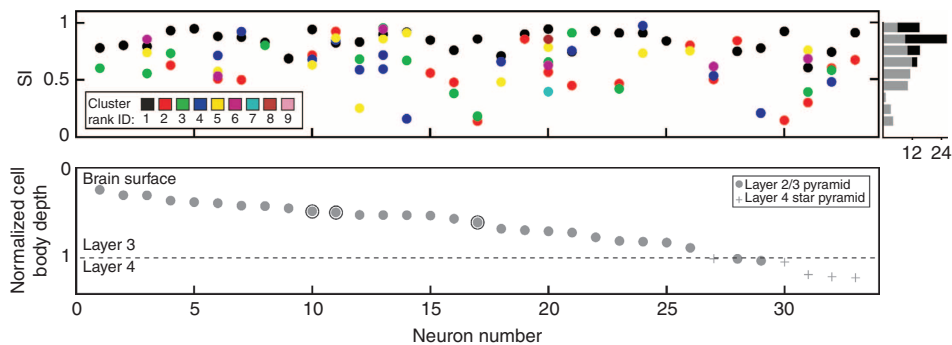 1
SI
0.5
0
Cluster
rank ID: 1 2 3 4 5 6 7 8 9
12 24
0
Brain surface
Layer 2/3 pyramid
Layer 4 star pyramid
Normalized cell
body depth
Layer 3
1
Layer 4
0 5 10 15 20 25 30
Neuron number